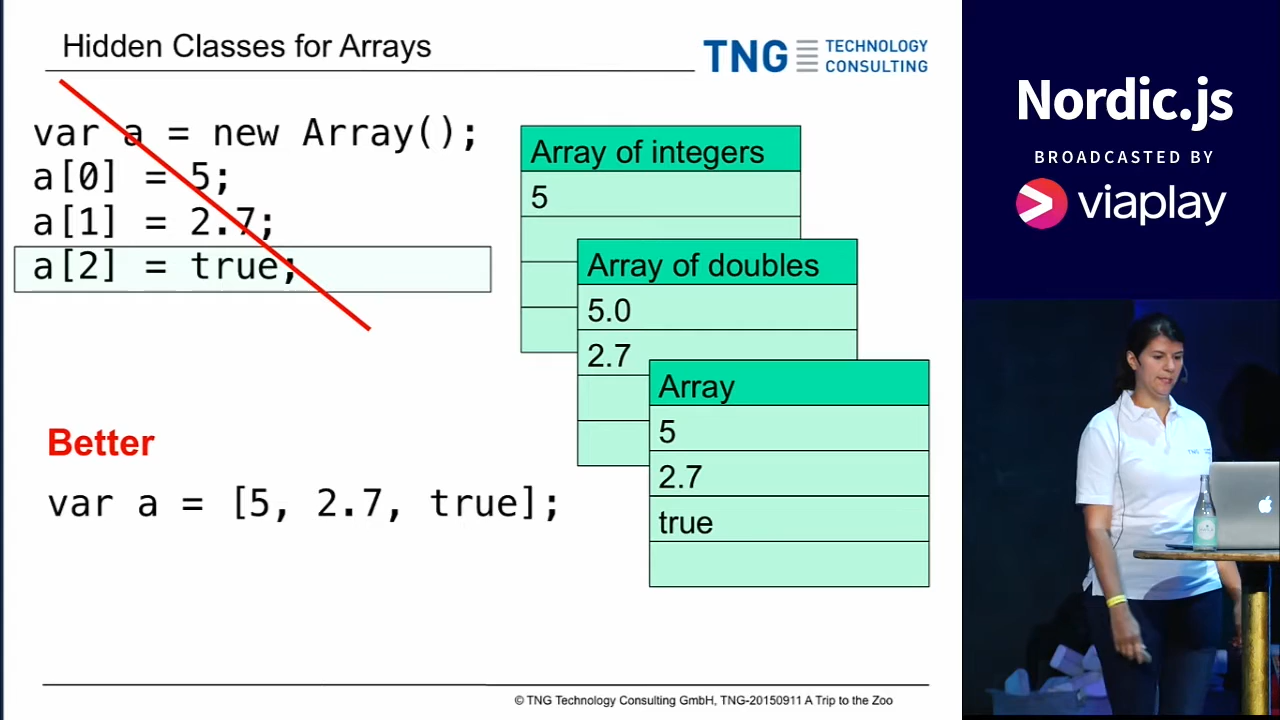 Hidden Classes for Arrays
TNG TECHNOLOGY
CONSULTING
var a = new Array();
a[0] = 5;
a[1] = 2.7;
a[2] = true;
Array of integers
5
Array of doubles
5.0
2.7
Array
5
2.7
true
Better
var a = [5, 2.7, true];
© TNG Technology Consulting GmbH, TNG-20150911 A Trip to the Zoo
Nordic.js
BROADCASTED BY
viaplay
TNG